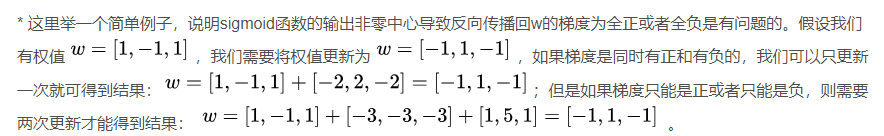 * 这里举一个简单例子，说明sigmoid函数的输出非零中心导致反向传播回w的梯度为全正或者全负是有问题的。假设我们
有权值 w = [1, −1, 1] ，我们需要将权值更新为 w = [−1, 1, −1] ，如果梯度是同时有正和有负的，我们可以只更新
一次就可得到结果： w = [1, −1, 1] + [−2, 2, −2] = [−1, 1, −1] ；但是如果梯度只能是正或者只能是负，则需要
两次更新才能得到结果： w = [1, −1, 1] + [−3, −3, −3] + [1, 5, 1] = [−1, 1, −1] 。